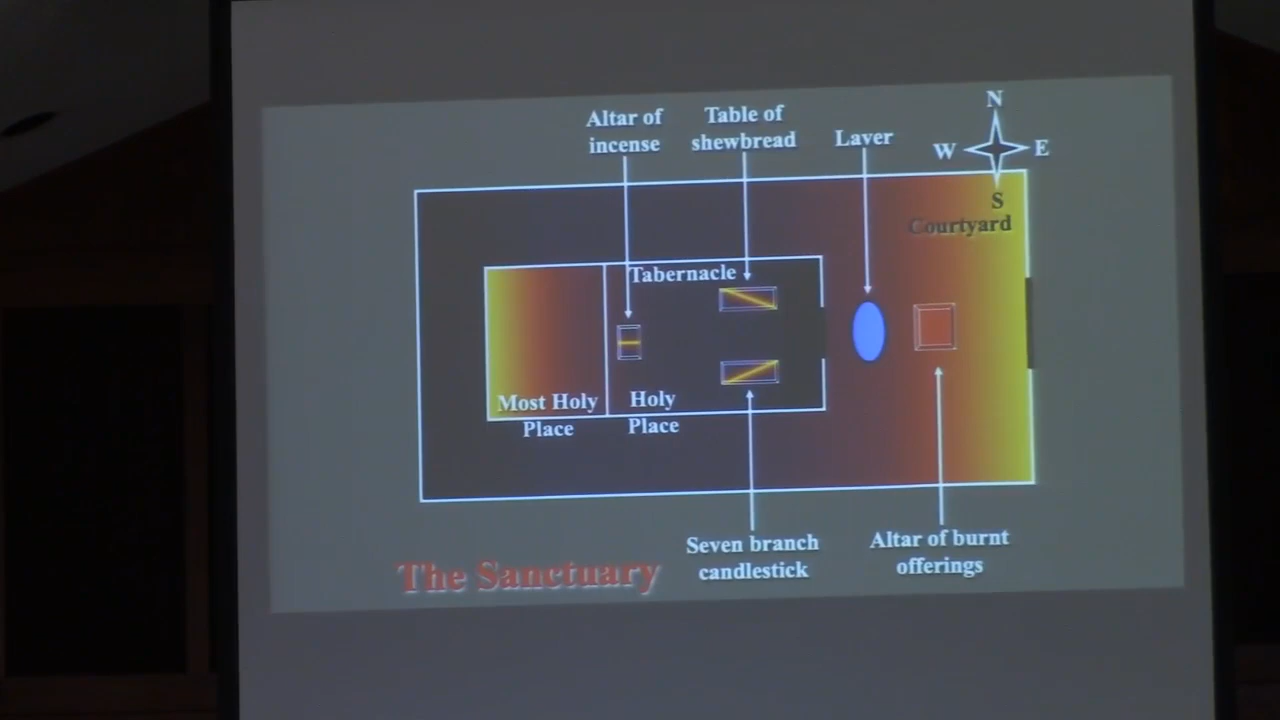 Altar of
incense
Table of
shewbread
Laver
N
W
E
S
Courtyard
Tabernacle
Most Holy
Place
Holy
Place
Seven branch
candlestick
Altar of burnt
offerings
The Sanctuary